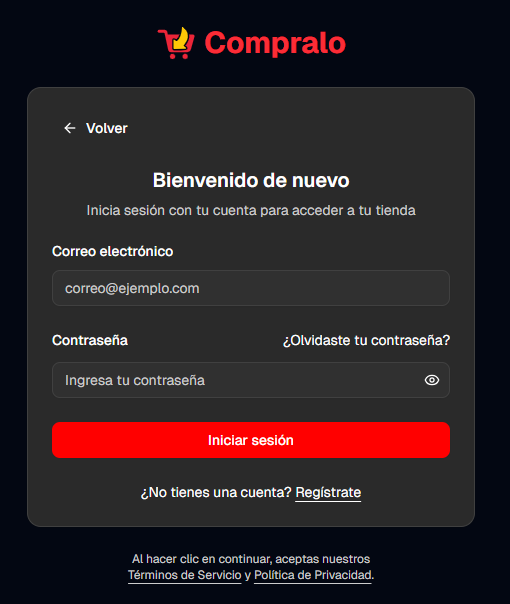 Compralo
Volver
Bienvenido de nuevo
Inicia sesión con tu cuenta para acceder a tu tienda
Correo electrónico
correo@ejemplo.com
Contraseña ¿Olvidaste tu contraseña?
Ingresa tu contraseña
Iniciar sesión
¿No tienes una cuenta? Regístrate
Al hacer clic en continuar, aceptas nuestros
Términos de Servicio y Política de Privacidad.